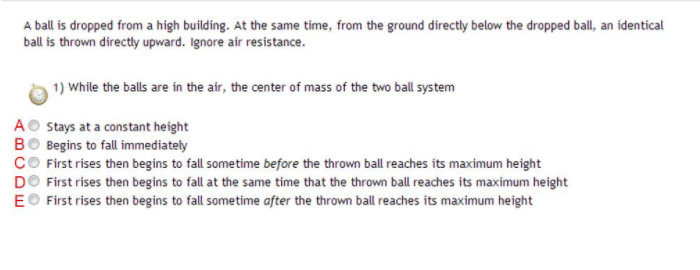 A ball is dropped from a high building. At the same time, from the ground directly below the dropped ball, an identical
ball is thrown directly upward. Ignore air resistance.
1) While the balls are in the air, the center of mass of the two ball system
A Stays at a constant height
B Begins to fall immediately
C First rises then begins to fall sometime before the thrown ball reaches its maximum height
D First rises then begins to fall at the same time that the thrown ball reaches its maximum height
E First rises then begins to fall sometime after the thrown ball reaches its maximum height